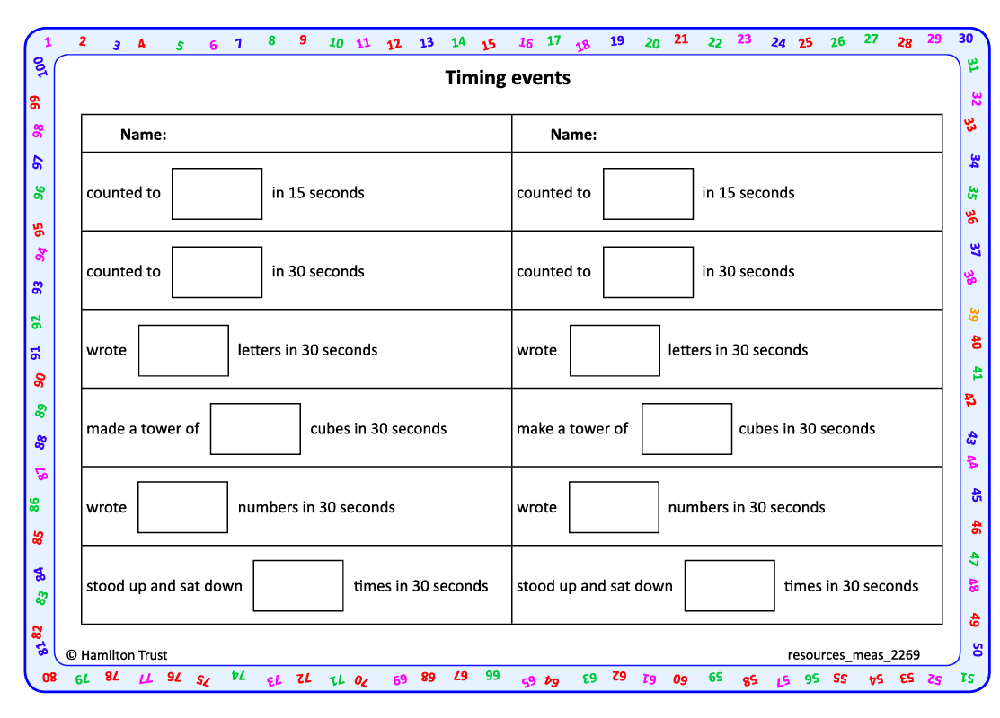 1 2 3 4 5 6 7 8 9 10 11 12 13 14 15 16 17 18 19 20 21 22 23 24 25 26 27 28 29 30
31 32 33 34 35 36 37 38 39 40 41 42 43 44 45 46 47 48 49 50
51 52 53 54 55 56 57 58 59 60 61 62 63 64 65 66 67 68 69 70 71 72 73 74 75 76 77 78 79 80
81 82 83 84 85 86 87 88 89 90 91 92 93 94 95 96 97 98 99 100
Timing events
Name: Name:
counted to in 15 seconds counted to in 15 seconds
counted to in 30 seconds counted to in 30 seconds
wrote letters in 30 seconds wrote letters in 30 seconds
made a tower of cubes in 30 seconds make a tower of cubes in 30 seconds
wrote numbers in 30 seconds wrote numbers in 30 seconds
stood up and sat down times in 30 seconds stood up and sat down times in 30 seconds
© Hamilton Trust resources_meas_2269